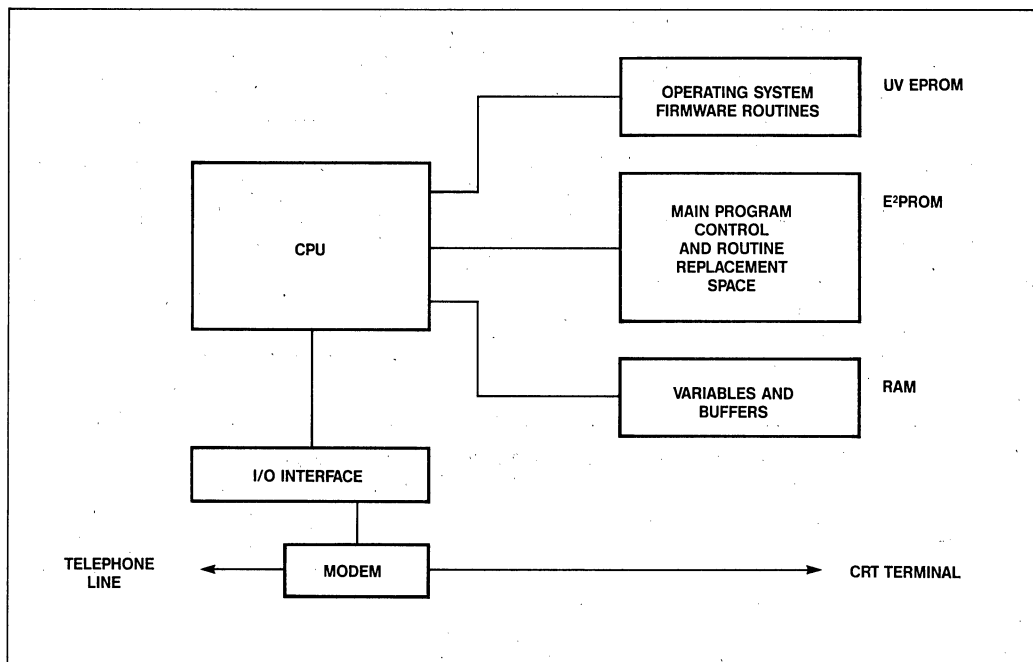 OPERATING SYSTEM
FIRMWARE ROUTINES
UV EPROM
CPU
MAIN PROGRAM
CONTROL
AND ROUTINE
REPLACEMENT
SPACE
E²PROM
VARIABLES AND
BUFFERS
RAM
I/O INTERFACE
TELEPHONE
LINE
MODEM
CRT TERMINAL